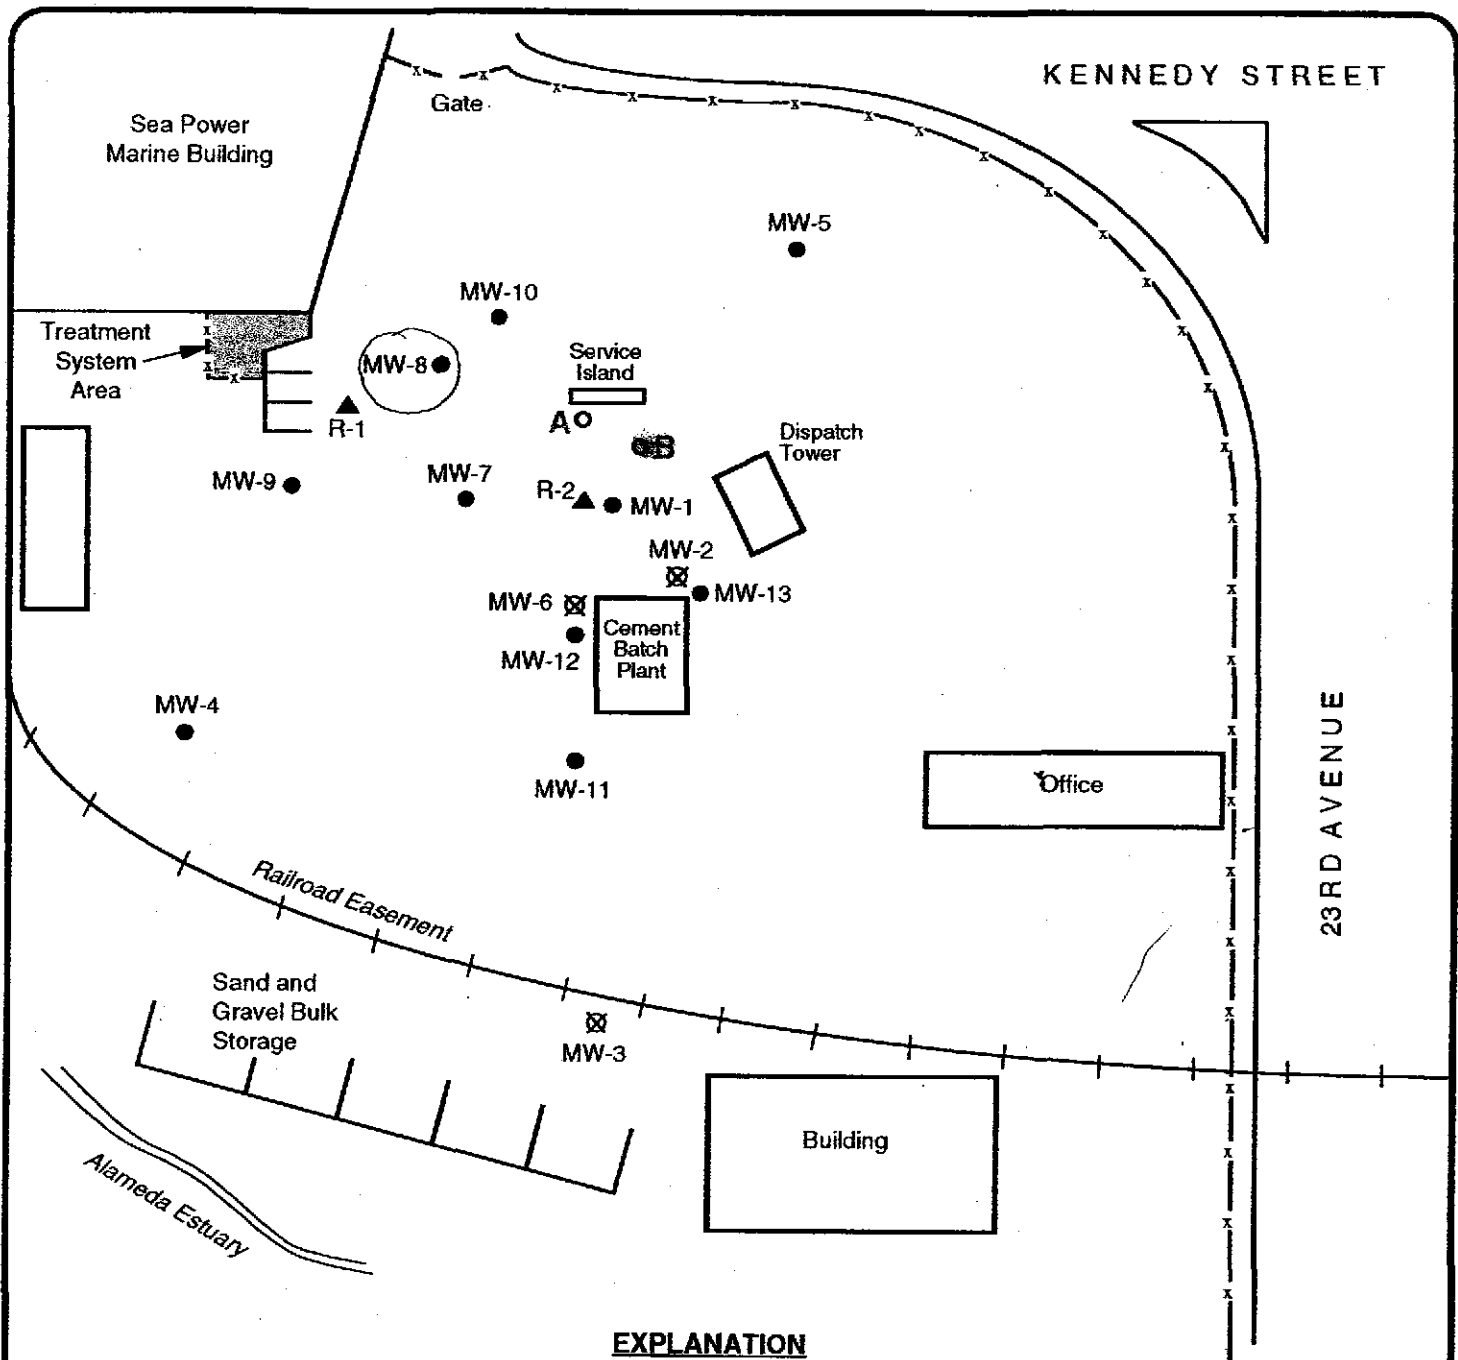 KENNEDY STREET
Gate
Sea Power
Marine Building
MW-5
MW-10
Treatment
System
Area
MW-8
Service
Island
R-1
A
B
Dispatch
Tower
MW-9
MW-7
R-2
MW-1
MW-2
MW-6
MW-13
Cement
Batch
Plant
MW-12
MW-4
23RD AVENUE
MW-11
Office
Railroad Easement
Sand and
Gravel Bulk
Storage
MW-3
Building
Alameda Estuary
EXPLANATION